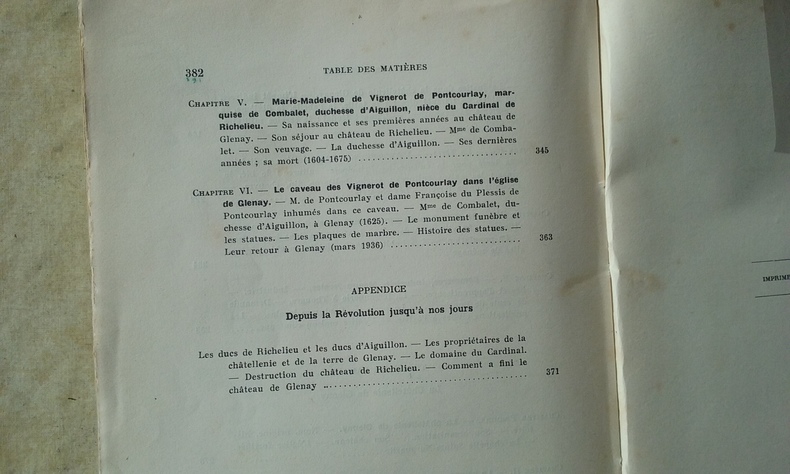 382
TABLE DES MATIÈRES
CHAPITRE V. — Marie-Madeleine de Vignerot de Pontcourlay, mar-
quise de Combalet, duchesse d'Aiguillon, nièce du Cardinal de
Richelieu. — Sa naissance et ses premières années au château de
Glenay. — Son séjour au château de Richelieu. — Mme de Comba-
let. — Son veuvage. — La duchesse d'Aiguillon. — Ses dernières
années ; sa mort (1604-1675) ................................ 345
CHAPITRE VI. — Le caveau des Vignerot de Pontcourlay dans l'église
de Glenay. — M. de Pontcourlay et dame Françoise du Plessis de
Pontcourlay inhumés dans ce caveau. — Mme de Combalet, du-
chesse d'Aiguillon, à Glenay (1625). — Le monument funèbre et
les statues. — Les plaques de marbre. — Histoire des statues. —
Leur retour à Glenay (mars 1936) .......................... 363
APPENDICE
Depuis la Révolution jusqu'à nos jours
Les ducs de Richelieu et les ducs d'Aiguillon. — Les propriétaires de la
châtellenie et de la terre de Glenay. — Le domaine du Cardinal.
— Destruction du château de Richelieu. — Comment a fini le
château de Glenay ........................................ 371
IMPRIME